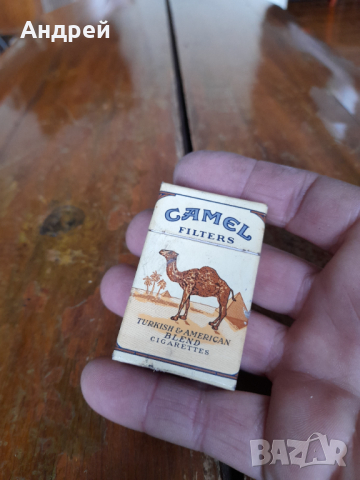 Андрей
CAMEL
FILTERS
TURKISH & AMERICAN
BLEND
CIGARETTES
BAZAR